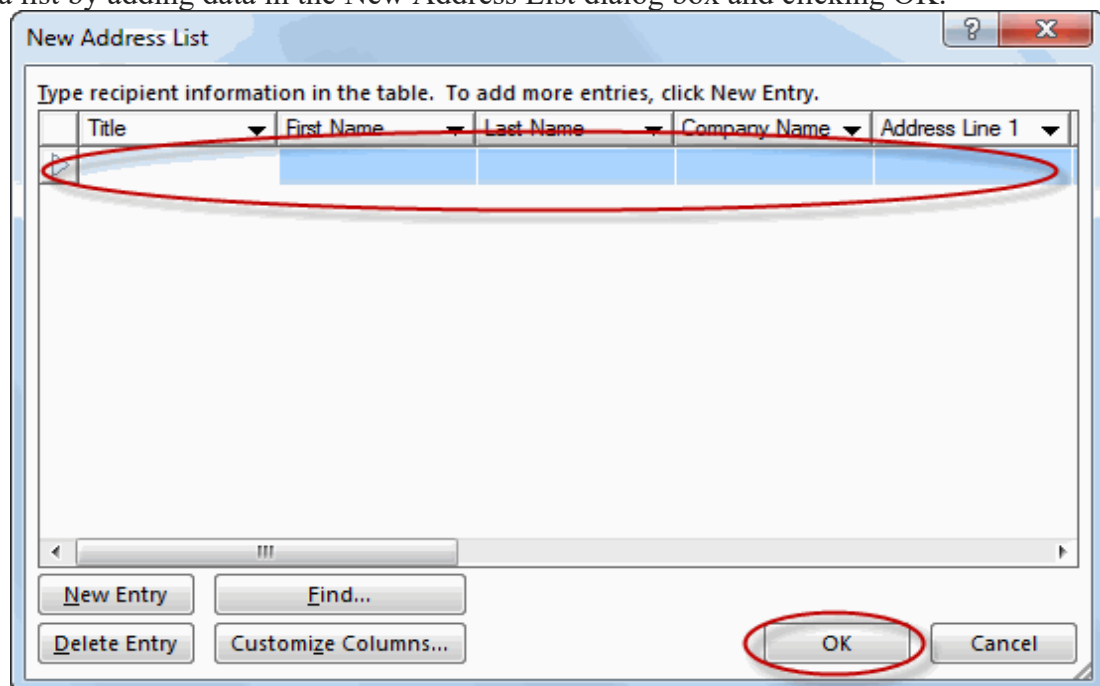 a list by adding data in the New Address List dialog box and clicking OK.
New Address List
Type recipient information in the table. To add more entries, click New Entry.
Title First Name Last Name Company Name Address Line 1
New Entry Find...
Delete Entry Customize Columns... OK Cancel